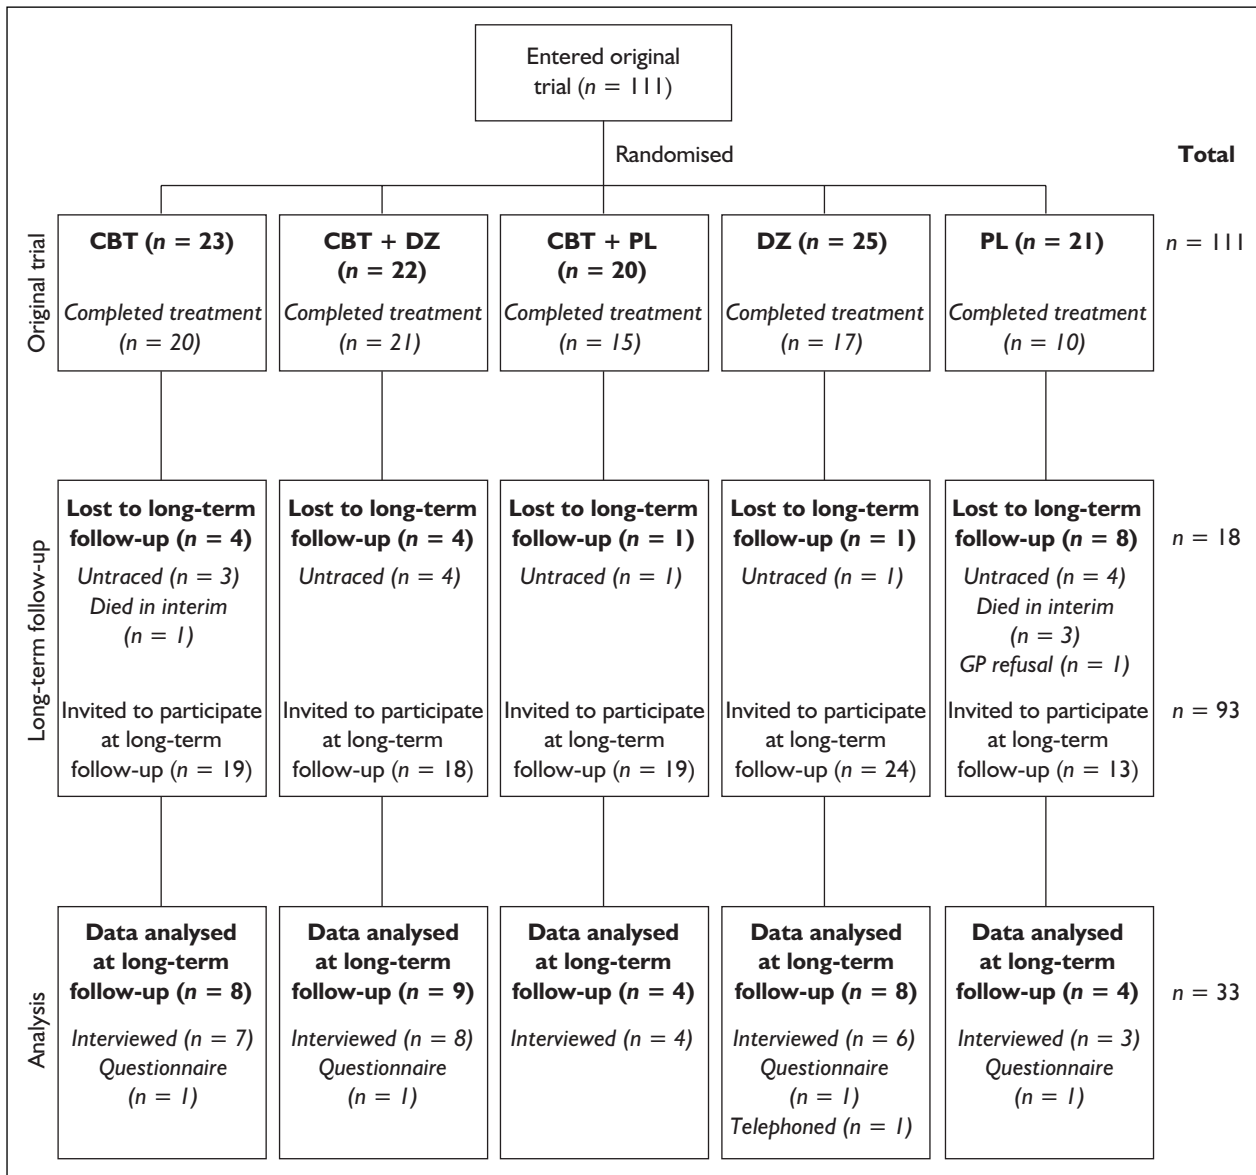 Entered original
trial (n = 111)
Randomised
Total
Original trial
CBT (n = 23)
Completed treatment
(n = 20)
CBT + DZ
(n = 22)
Completed treatment
(n = 21)
CBT + PL
(n = 20)
Completed treatment
(n = 15)
DZ (n = 25)
Completed treatment
(n = 17)
PL (n = 21)
Completed treatment
(n = 10)
n = 111
Long-term follow-up
Lost to long-term
follow-up (n = 4)
Untraced (n = 3)
Died in interim
(n = 1)
Invited to participate
at long-term
follow-up (n = 19)
Lost to long-term
follow-up (n = 4)
Untraced (n = 4)
Invited to participate
at long-term
follow-up (n = 18)
Lost to long-term
follow-up (n = 1)
Untraced (n = 1)
Invited to participate
at long-term
follow-up (n = 19)
Lost to long-term
follow-up (n = 1)
Untraced (n = 1)
Invited to participate
at long-term
follow-up (n = 24)
Lost to long-term
follow-up (n = 8)
Untraced (n = 4)
Died in interim
(n = 3)
GP refusal (n = 1)
Invited to participate
at long-term
follow-up (n = 13)
n = 18
n = 93
Analysis
Data analysed
at long-term
follow-up (n = 8)
Interviewed (n = 7)
Questionnaire
(n = 1)
Data analysed
at long-term
follow-up (n = 9)
Interviewed (n = 8)
Questionnaire
(n = 1)
Data analysed
at long-term
follow-up (n = 4)
Interviewed (n = 4)
Data analysed
at long-term
follow-up (n = 8)
Interviewed (n = 6)
Questionnaire
(n = 1)
Telephoned (n = 1)
Data analysed
at long-term
follow-up (n = 4)
Interviewed (n = 3)
Questionnaire
(n = 1)
n = 33